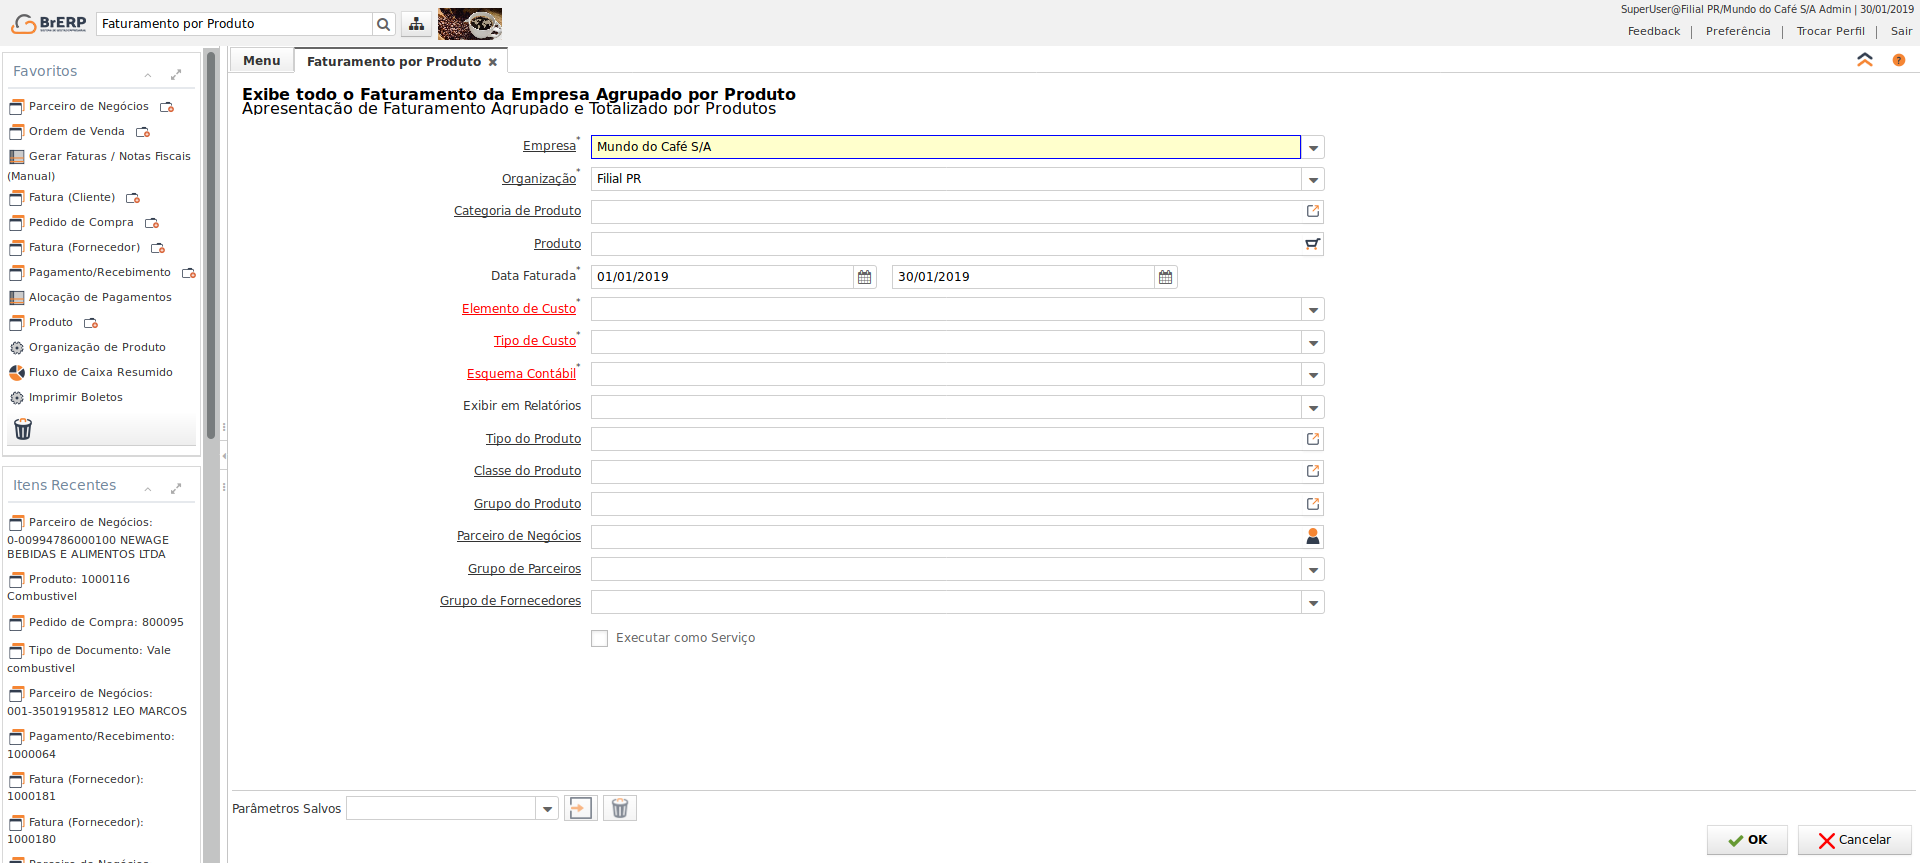 BrERP
Faturamento por Produto
SuperUser@Filial PR/Mundo do Café S/A Admin | 30/01/2019
Feedback | Preferência | Trocar Perfil | Sair
Favoritos
Parceiro de Negócios
Ordem de Venda
Gerar Faturas / Notas Fiscais
(Manual)
Fatura (Cliente)
Pedido de Compra
Fatura (Fornecedor)
Pagamento/Recebimento
Alocação de Pagamentos
Produto
Organização de Produto
Fluxo de Caixa Resumido
Imprimir Boletos
Itens Recentes
Parceiro de Negócios:
0-00994786000100 NEWAGE
BEBIDAS E ALIMENTOS LTDA
Produto: 1000116
Combustivel
Pedido de Compra: 800095
Tipo de Documento: Vale
combustivel
Parceiro de Negócios:
001-35019195812 LEO MARCOS
Pagamento/Recebimento:
1000064
Fatura (Fornecedor):
1000181
Fatura (Fornecedor):
1000180
Parceiro de Negócios
Menu
Faturamento por Produto
?
Exibe todo o Faturamento da Empresa Agrupado por Produto
Apresentação de Faturamento Agrupado e Totalizado por Produtos
Empresa* Mundo do Café S/A
Organização* Filial PR
Categoria de Produto
Produto
Data Faturada* 01/01/2019 30/01/2019
Elemento de Custo*
Tipo de Custo*
Esquema Contábil*
Exibir em Relatórios
Tipo do Produto
Classe do Produto
Grupo do Produto
Parceiro de Negócios
Grupo de Parceiros
Grupo de Fornecedores
Executar como Serviço
Parâmetros Salvos
OK
Cancelar